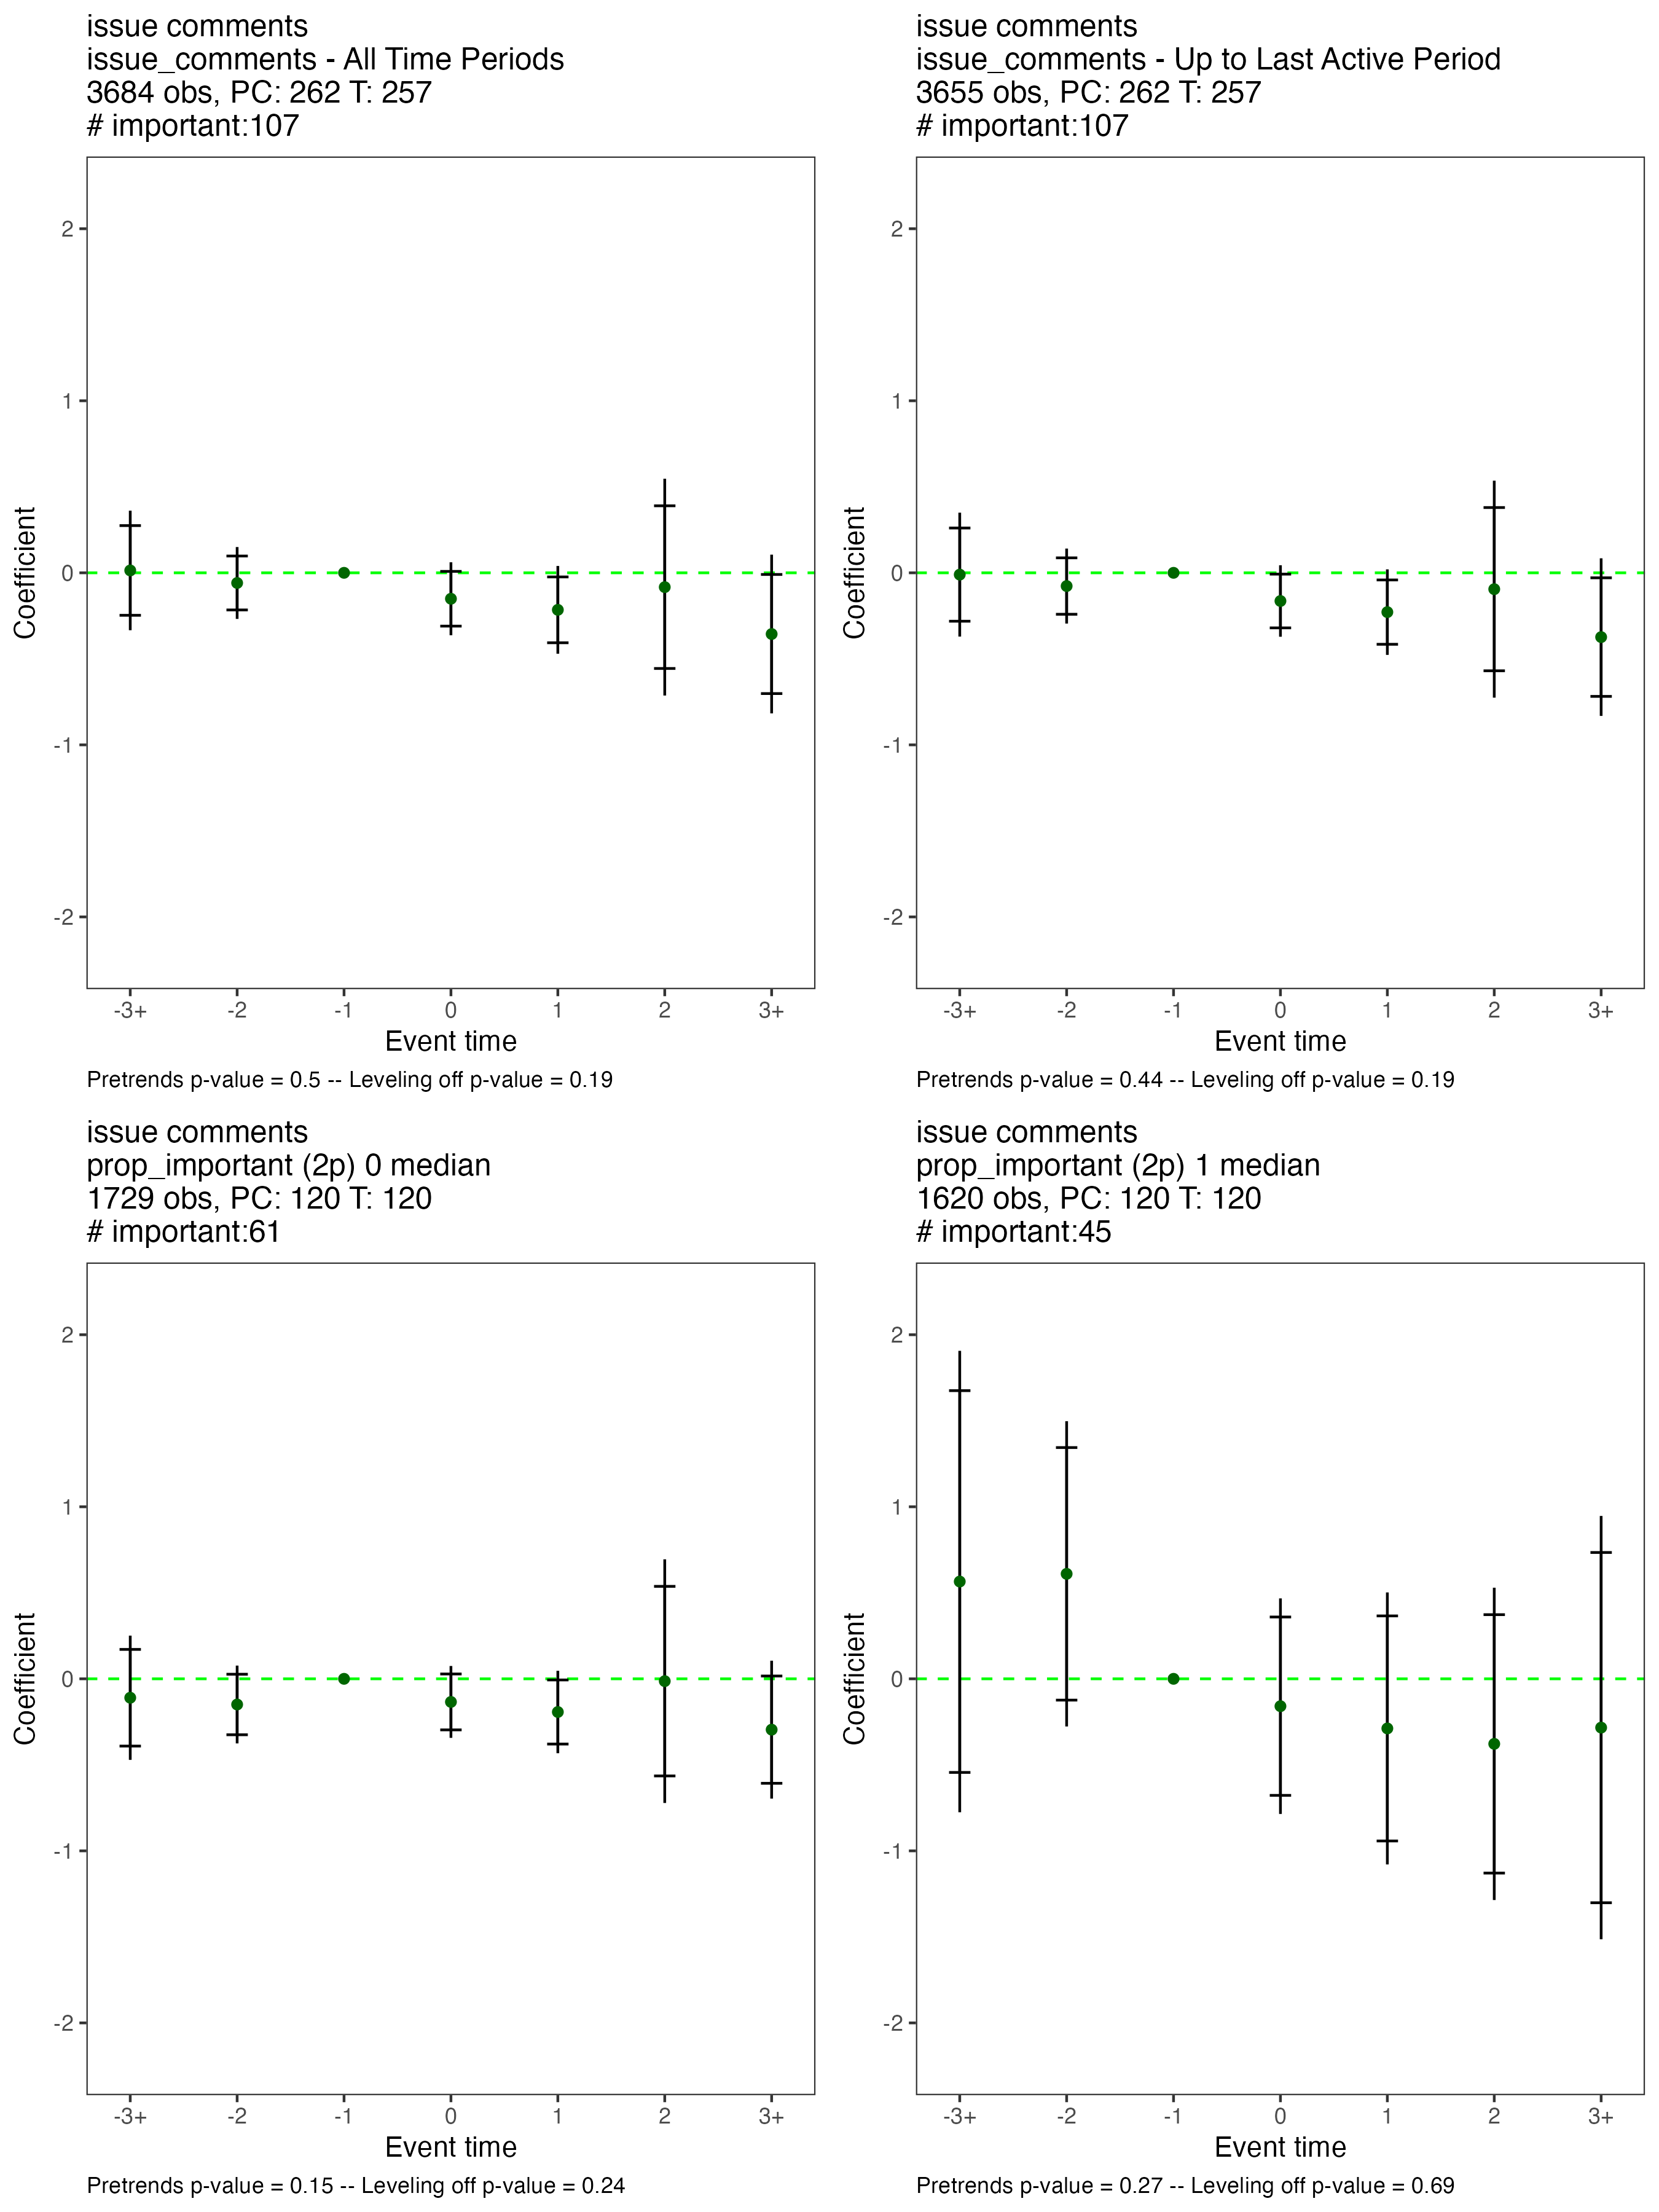 issue comments
issue_comments - All Time Periods
3684 obs, PC: 262 T: 257
# important:107
2
1
0
-1
-2
Coefficient
-3+
-2
-1
0
1
2
3+
Event time
Pretrends p-value = 0.5 -- Leveling off p-value = 0.19
issue comments
issue_comments - Up to Last Active Period
3655 obs, PC: 262 T: 257
# important:107
2
1
0
-1
-2
Coefficient
-3+
-2
-1
0
1
2
3+
Event time
Pretrends p-value = 0.44 -- Leveling off p-value = 0.19
issue comments
prop_important (2p) 0 median
1729 obs, PC: 120 T: 120
# important:61
2
1
0
-1
-2
Coefficient
-3+
-2
-1
0
1
2
3+
Event time
Pretrends p-value = 0.15 -- Leveling off p-value = 0.24
issue comments
prop_important (2p) 1 median
1620 obs, PC: 120 T: 120
# important:45
2
1
0
-1
-2
Coefficient
-3+
-2
-1
0
1
2
3+
Event time
Pretrends p-value = 0.27 -- Leveling off p-value = 0.69